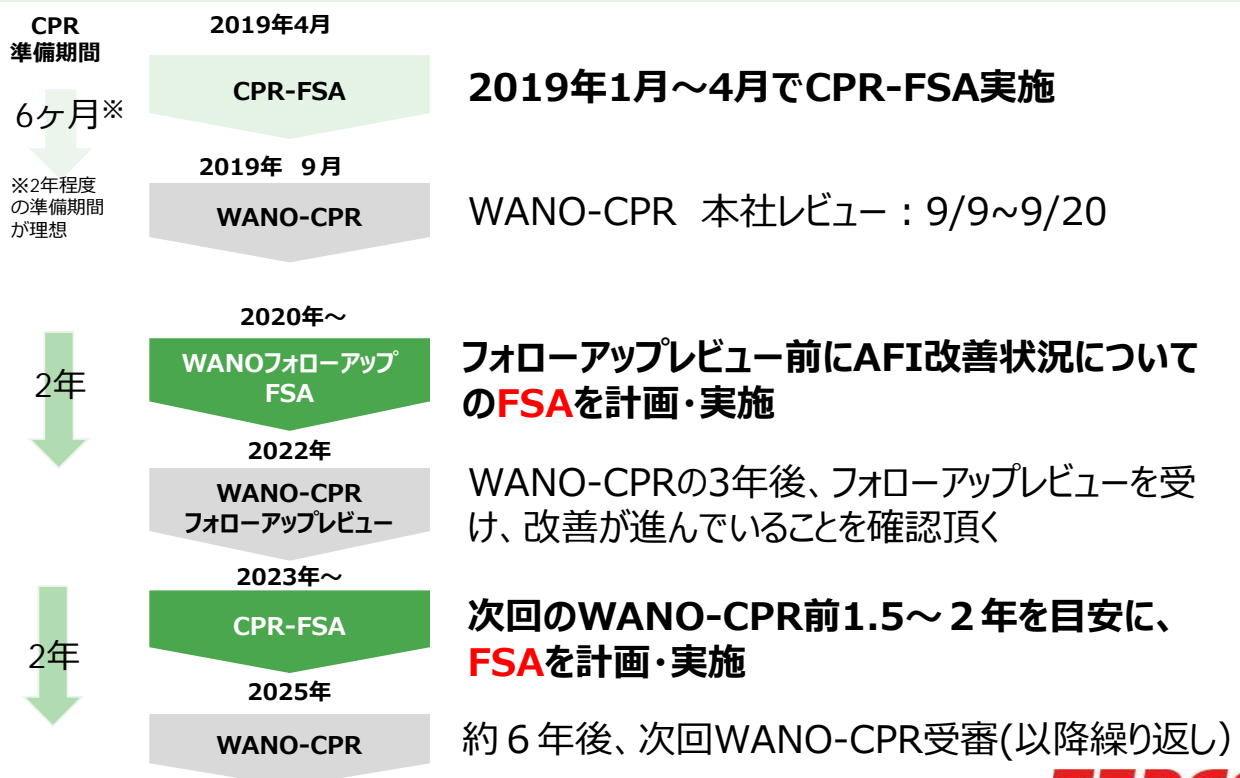 CPR
準備期間
2019年4月
CPR-FSA
2019年1月～4月でCPR-FSA実施
6ヶ月※
※2年程度
の準備期間
が理想
2019年 ９月
WANO-CPR
WANO-CPR 本社レビュー：9/9~9/20
2020年～
2年
WANOフォローアップ
FSA
フォローアップレビュー前にAFI改善状況について
のFSAを計画・実施
2022年
WANO-CPR
フォローアップレビュー
WANO-CPRの3年後、フォローアップレビューを受
け、改善が進んでいることを確認頂く
2023年～
2年
CPR-FSA
次回のWANO-CPR前1.5～２年を目安に、
FSAを計画・実施
2025年
WANO-CPR
約６年後、次回WANO-CPR受審(以降繰り返し）